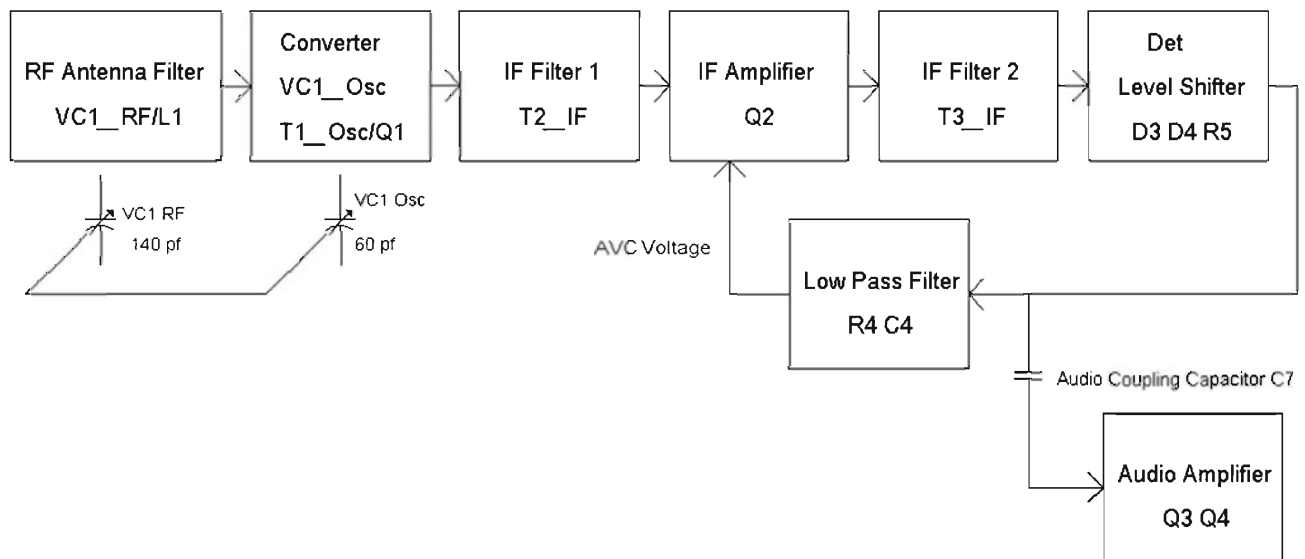 RF Antenna Filter
VC1__RF/L1
Converter
VC1__Osc
T1__Osc/Q1
IF Filter 1
T2__IF
IF Amplifier
Q2
IF Filter 2
T3__IF
Det
Level Shifter
D3 D4 R5
VC1 RF
140 pf
VC1 Osc
60 pf
AVC Voltage
Low Pass Filter
R4 C4
Audio Coupling Capacitor C7
Audio Amplifier
Q3 Q4